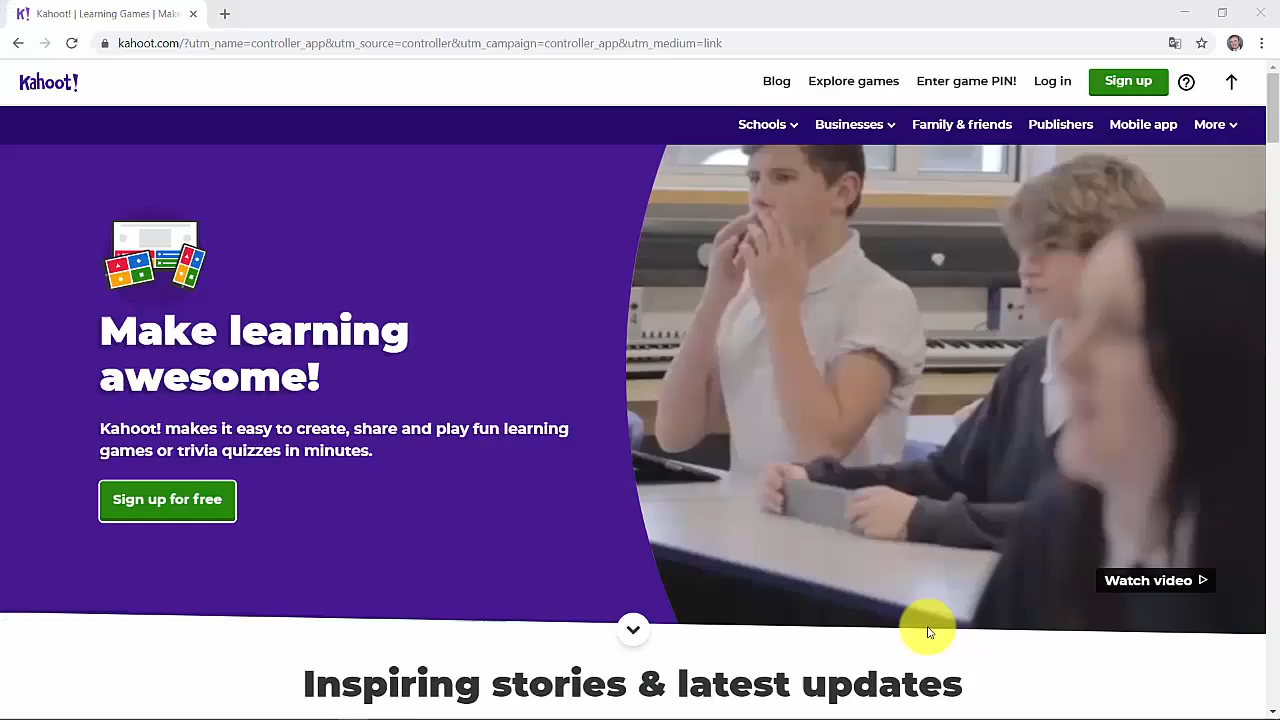 Kahoot! | Learning Games | Make
kahoot.com/?utm_name=controller_app&utm_source=controller&utm_campaign=controller_app&utm_medium=link
Kahoot!
Blog
Explore games
Enter game PIN!
Log in
Sign up
Schools
Businesses
Family & friends
Publishers
Mobile app
More
Make learning
awesome!
Kahoot! makes it easy to create, share and play fun learning
games or trivia quizzes in minutes.
Sign up for free
Watch video
Inspiring stories & latest updates